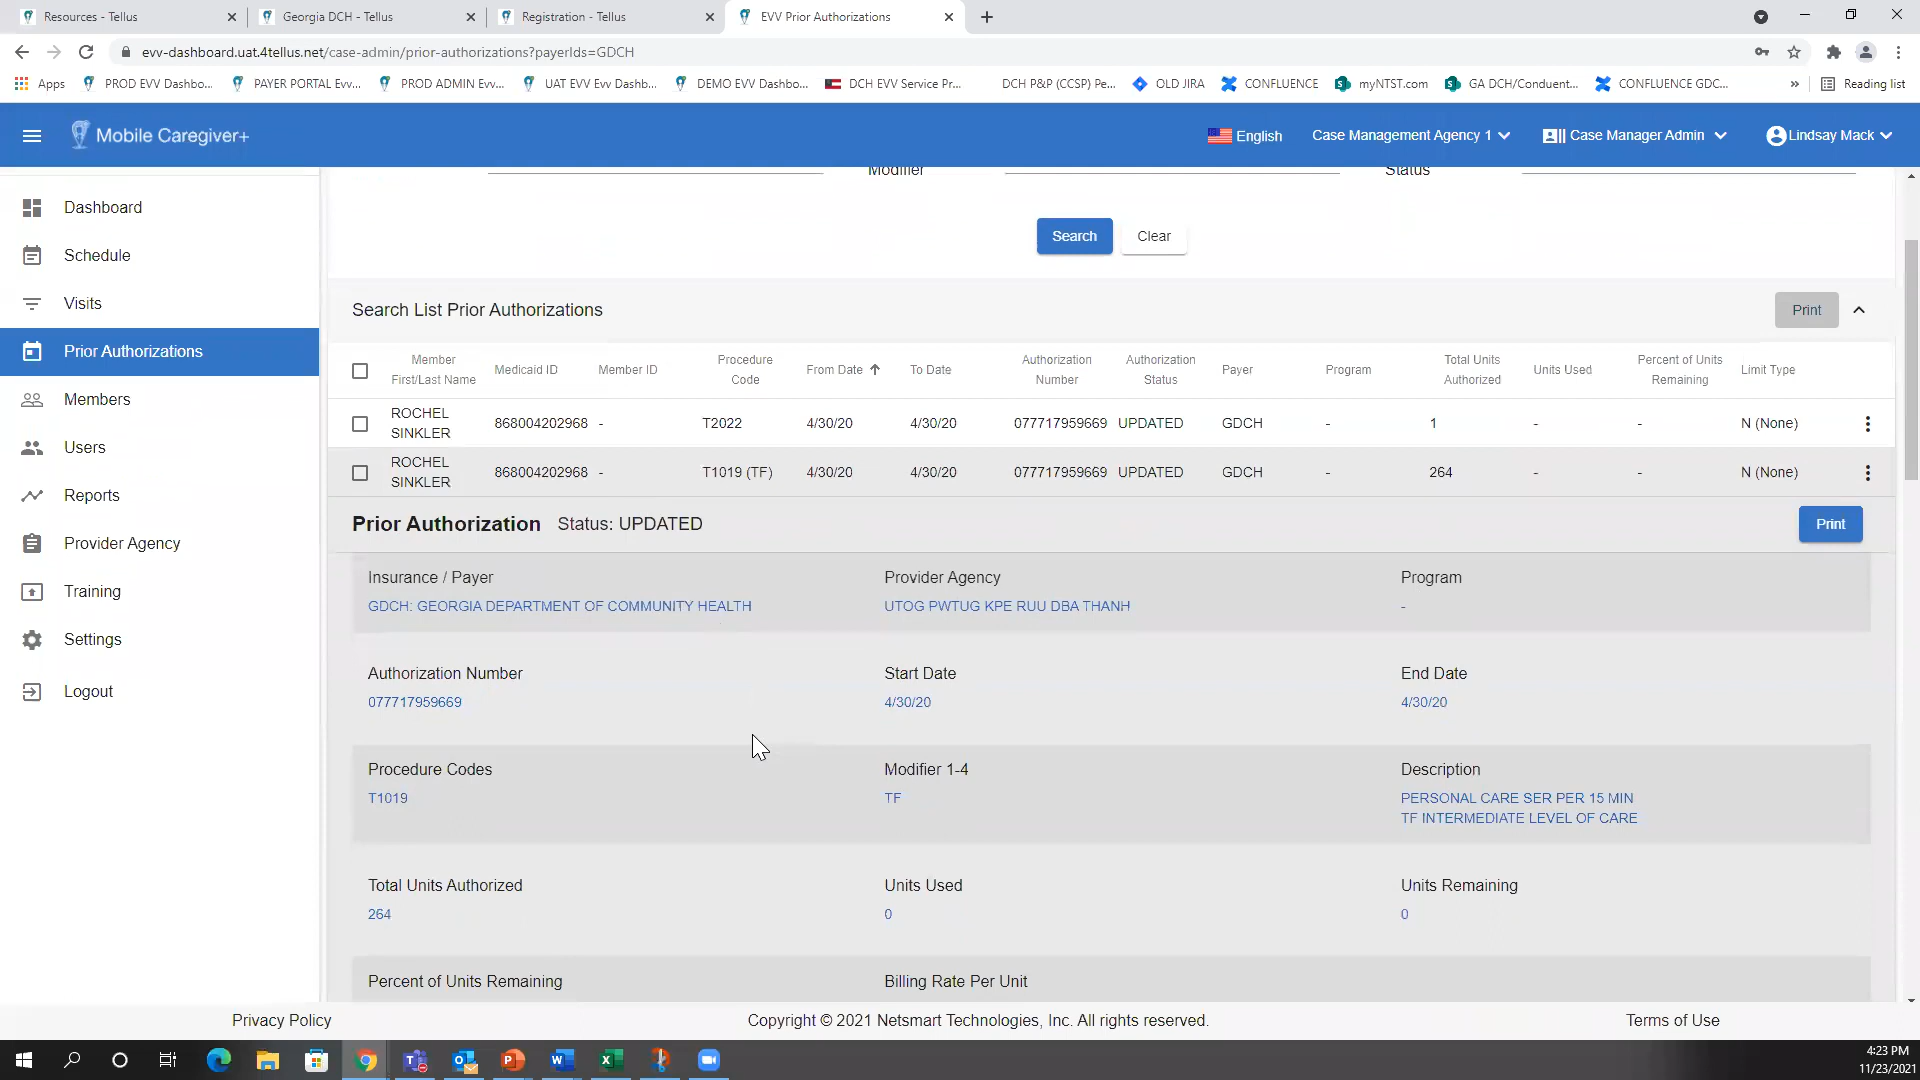 Resources - Tellus
Georgia DCH - Tellus
Registration - Tellus
EVV Prior Authorizations
evv-dashboard.uat.4tellus.net/case-admin/prior-authorizations?payerIds=GDCH
Apps
PROD EVV Dashbo...
PAYER PORTAL Evv...
PROD ADMIN Evv...
UAT EVV Evv Dashb...
DEMO EVV Dashbo...
DCH EVV Service Pr...
DCH P&P (CCSP) Pe...
OLD JIRA
CONFLUENCE
myNTST.com
GA DCH/Conduent...
CONFLUENCE GDC...
»
Reading list
Mobile Caregiver+
English
Case Management Agency 1
Case Manager Admin
Lindsay Mack
Dashboard
Schedule
Visits
Prior Authorizations
Members
Users
Reports
Provider Agency
Training
Settings
Logout
Modifier
Status
Search
Clear
Search List Prior Authorizations
Print
Member First/Last Name
Medicaid ID
Member ID
Procedure Code
From Date
To Date
Authorization Number
Authorization Status
Payer
Program
Total Units Authorized
Units Used
Percent of Units Remaining
Limit Type
ROCHEL SINKLER 868004202968 - T2022 4/30/20 4/30/20 077717959669 UPDATED GDCH - 1 - - N (None)
ROCHEL SINKLER 868004202968 - T1019 (TF) 4/30/20 4/30/20 077717959669 UPDATED GDCH - 264 - - N (None)
Prior Authorization Status: UPDATED
Print
Insurance / Payer
GDCH: GEORGIA DEPARTMENT OF COMMUNITY HEALTH
Provider Agency
UTOG PWTUG KPE RUU DBA THANH
Program
-
Authorization Number
077717959669
Start Date
4/30/20
End Date
4/30/20
Procedure Codes
T1019
Modifier 1-4
TF
Description
PERSONAL CARE SER PER 15 MIN
TF INTERMEDIATE LEVEL OF CARE
Total Units Authorized
264
Units Used
0
Units Remaining
0
Percent of Units Remaining
Billing Rate Per Unit
Privacy Policy
Copyright © 2021 Netsmart Technologies, Inc. All rights reserved.
Terms of Use
4:23 PM
11/23/2021